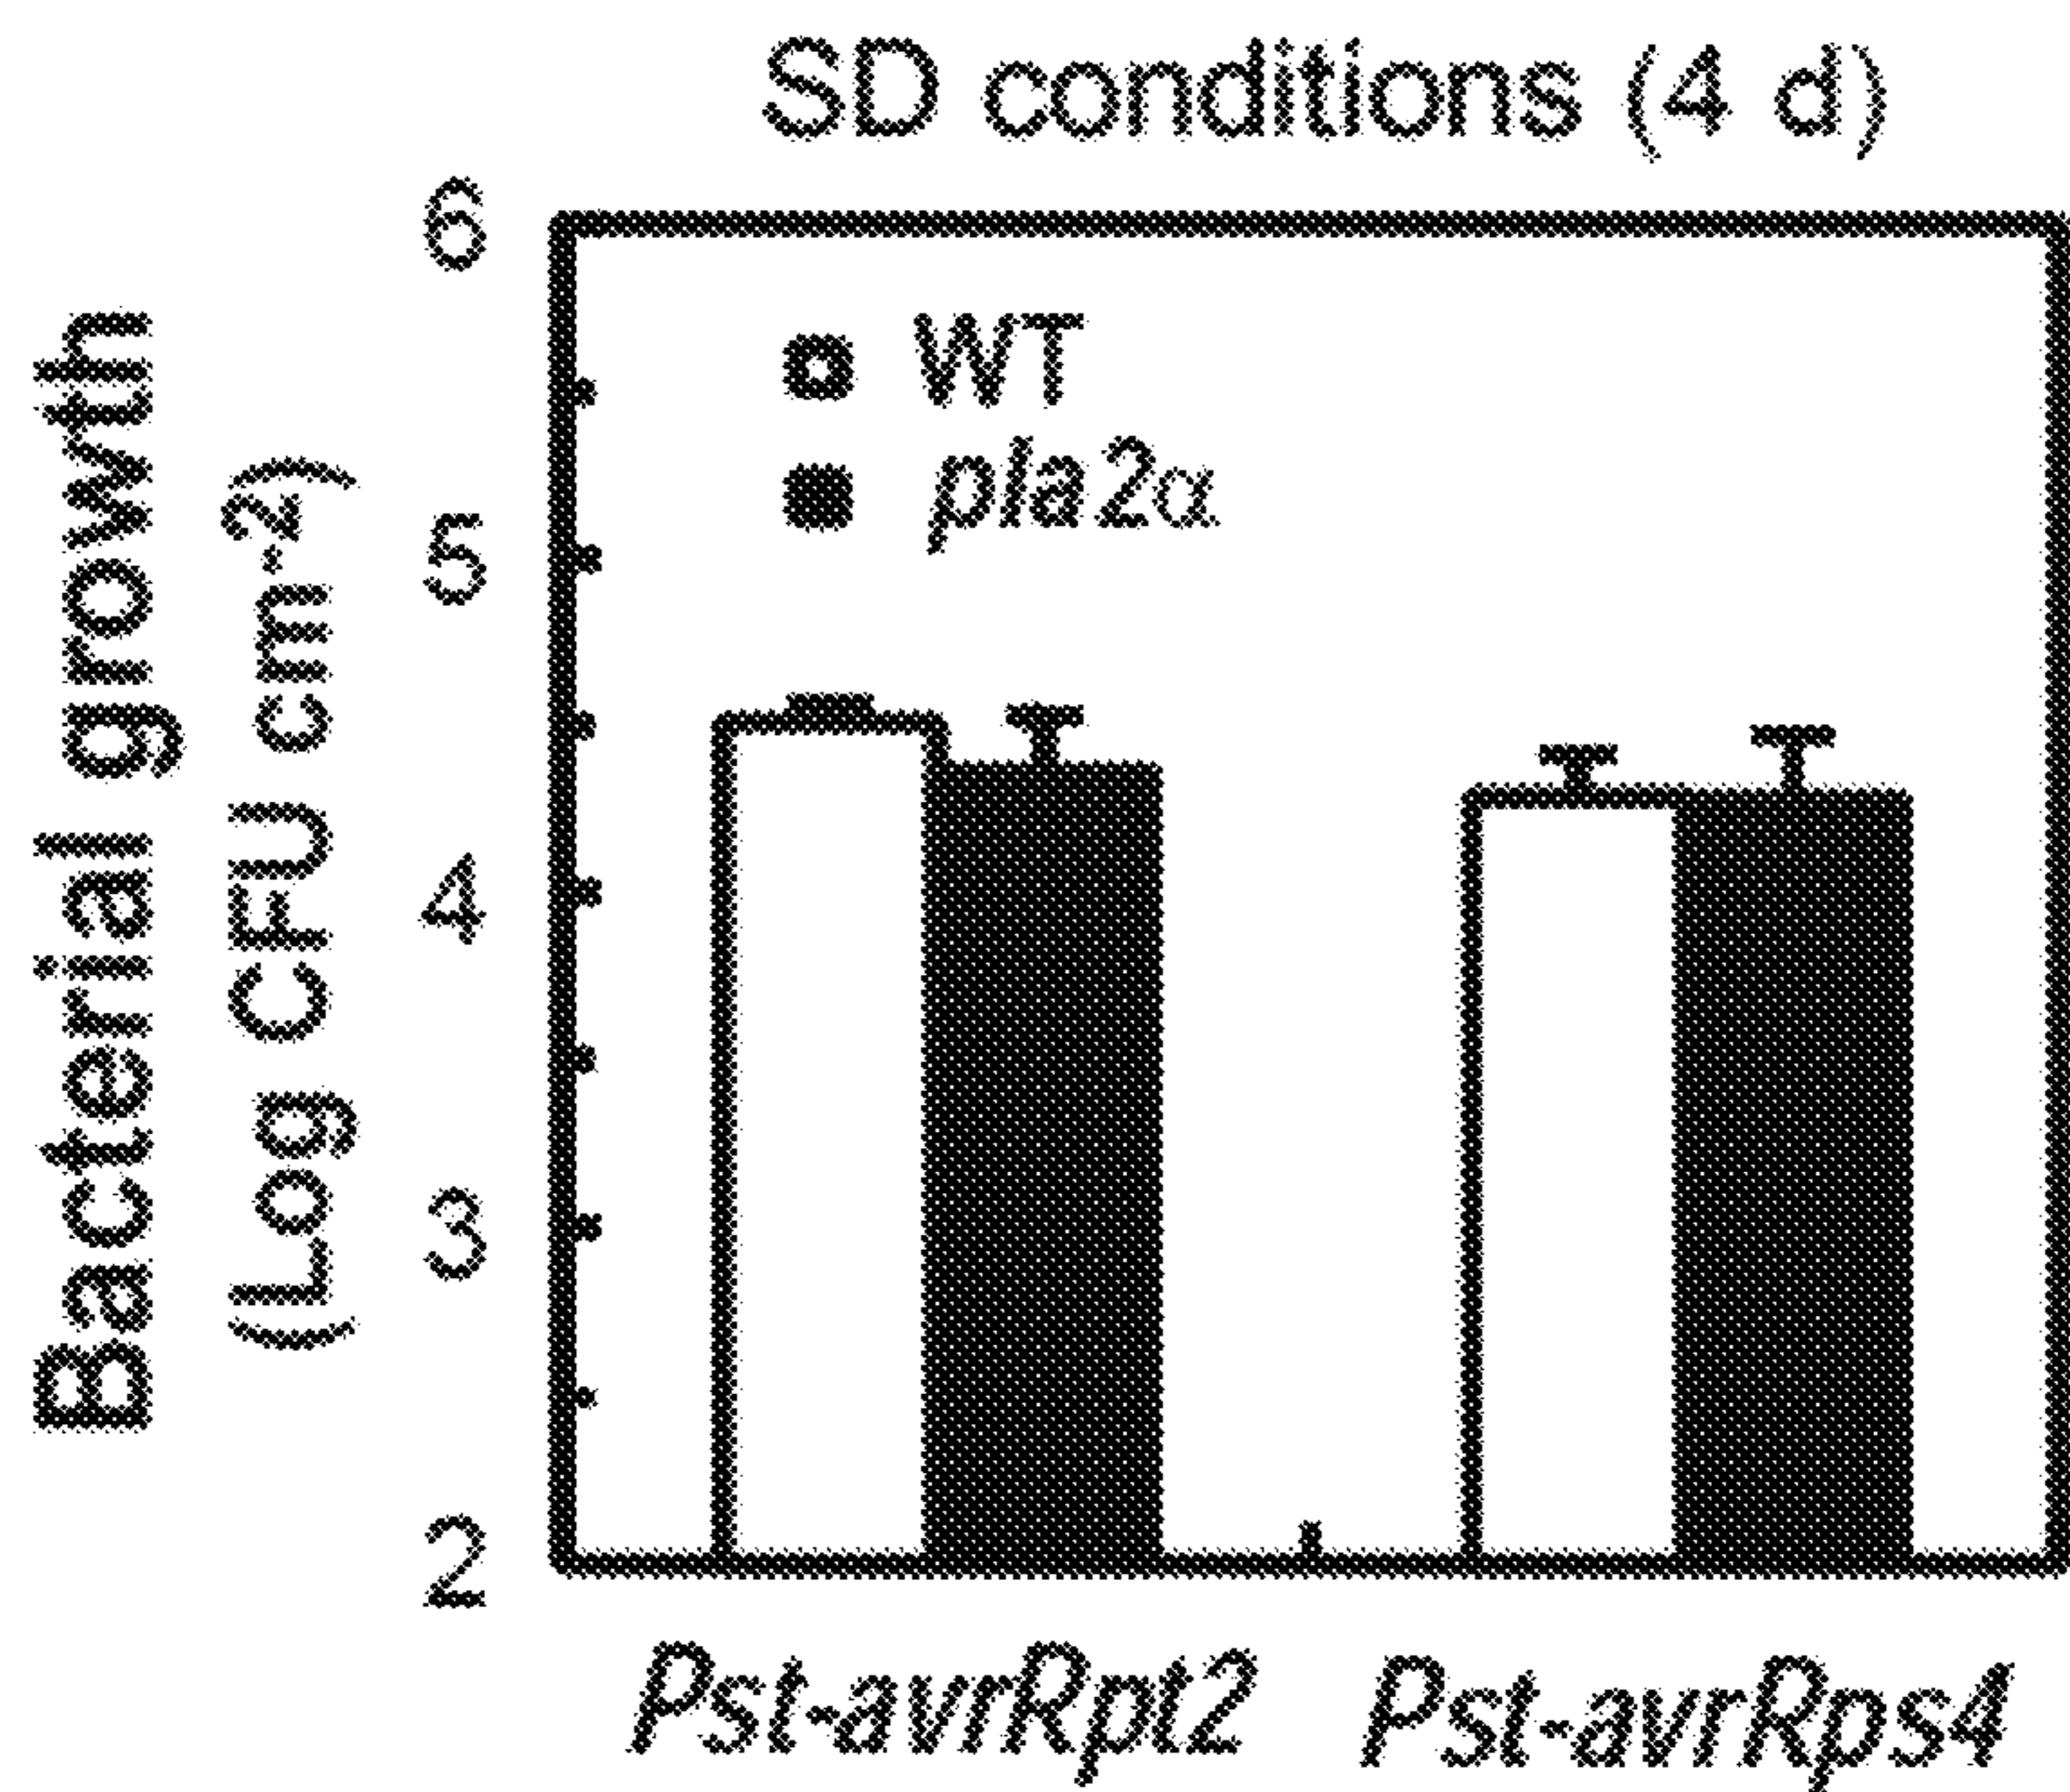 SD conditions (4 d)
Bacterial growth
(Log CFU cm⁻²)
6
5
4
3
2
WT
pla2α
Pst-avrRpt2
Pst-avrRps4